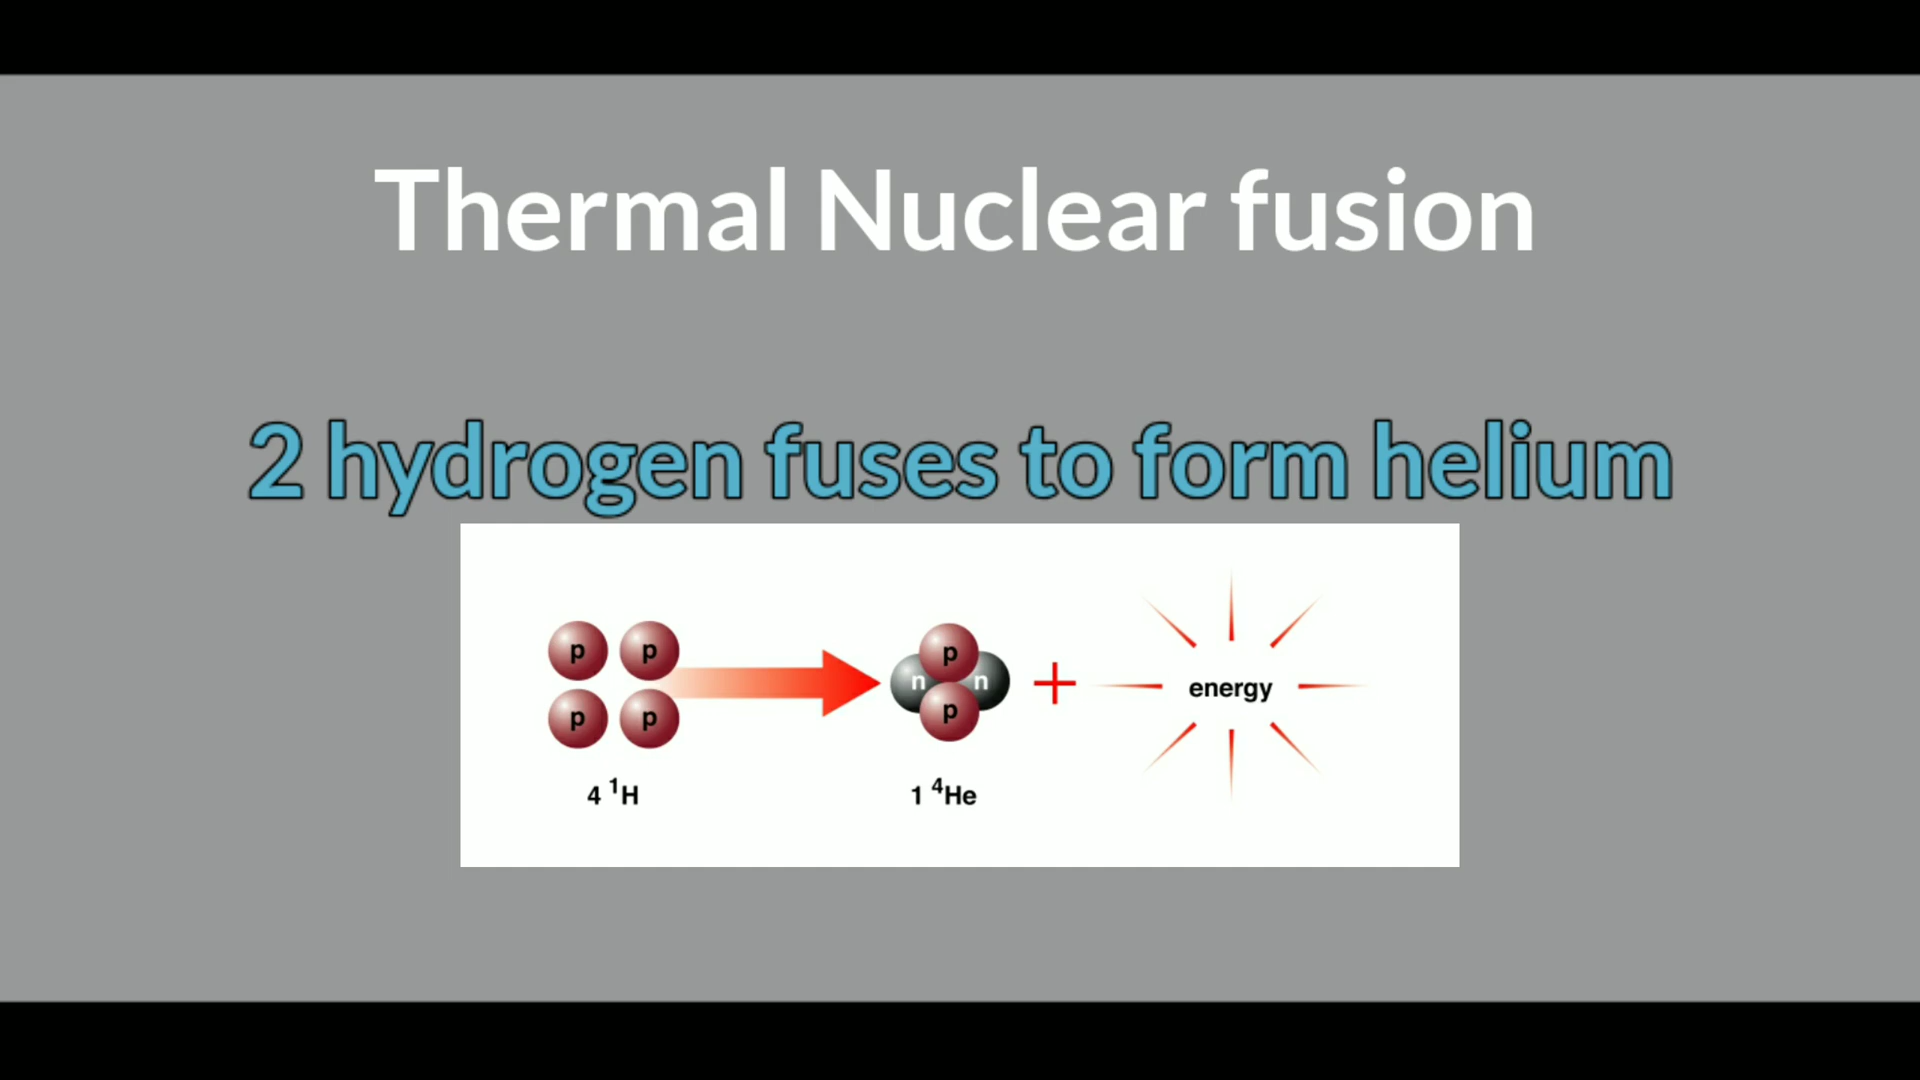 Thermal Nuclear fusion
2 hydrogen fuses to form helium
p p
p
n n
p p
p
energy
4 ¹H
1 ⁴He